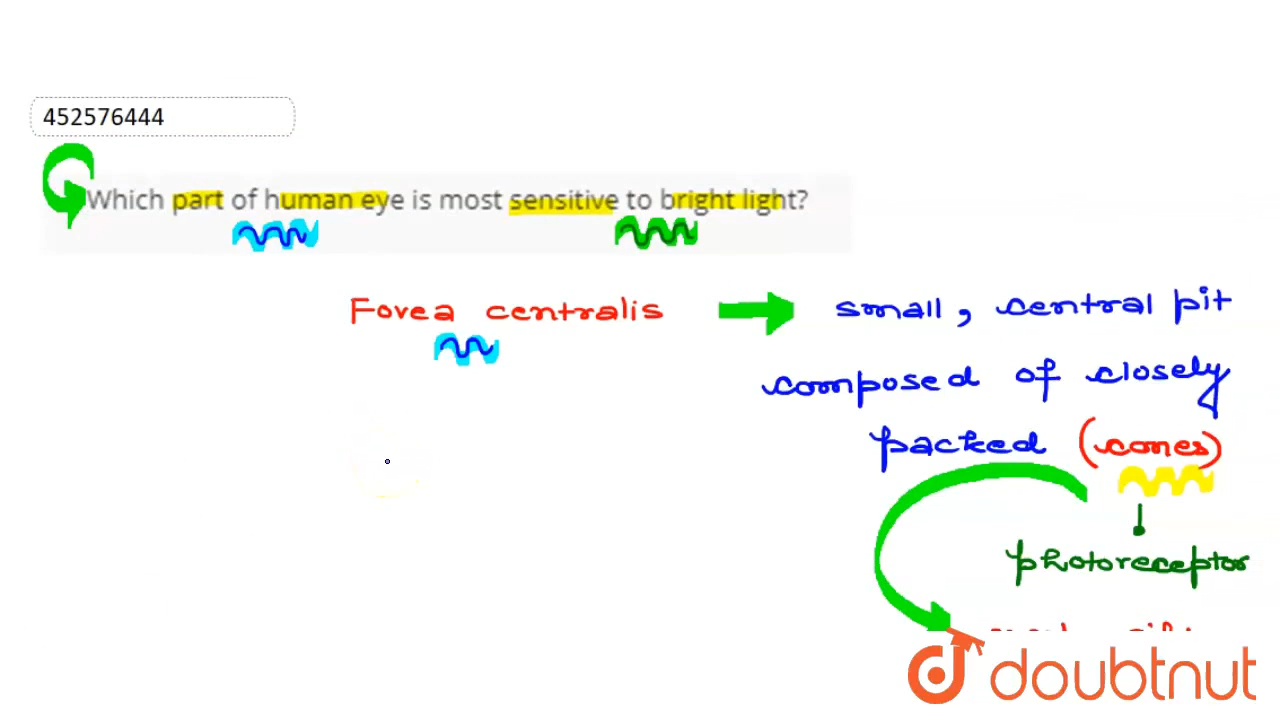 452576444
Which part of human eye is most sensitive to bright light?
Fovea centralis
small, central pit
composed of closely
packed (cones)
photoreceptor
doubtnut